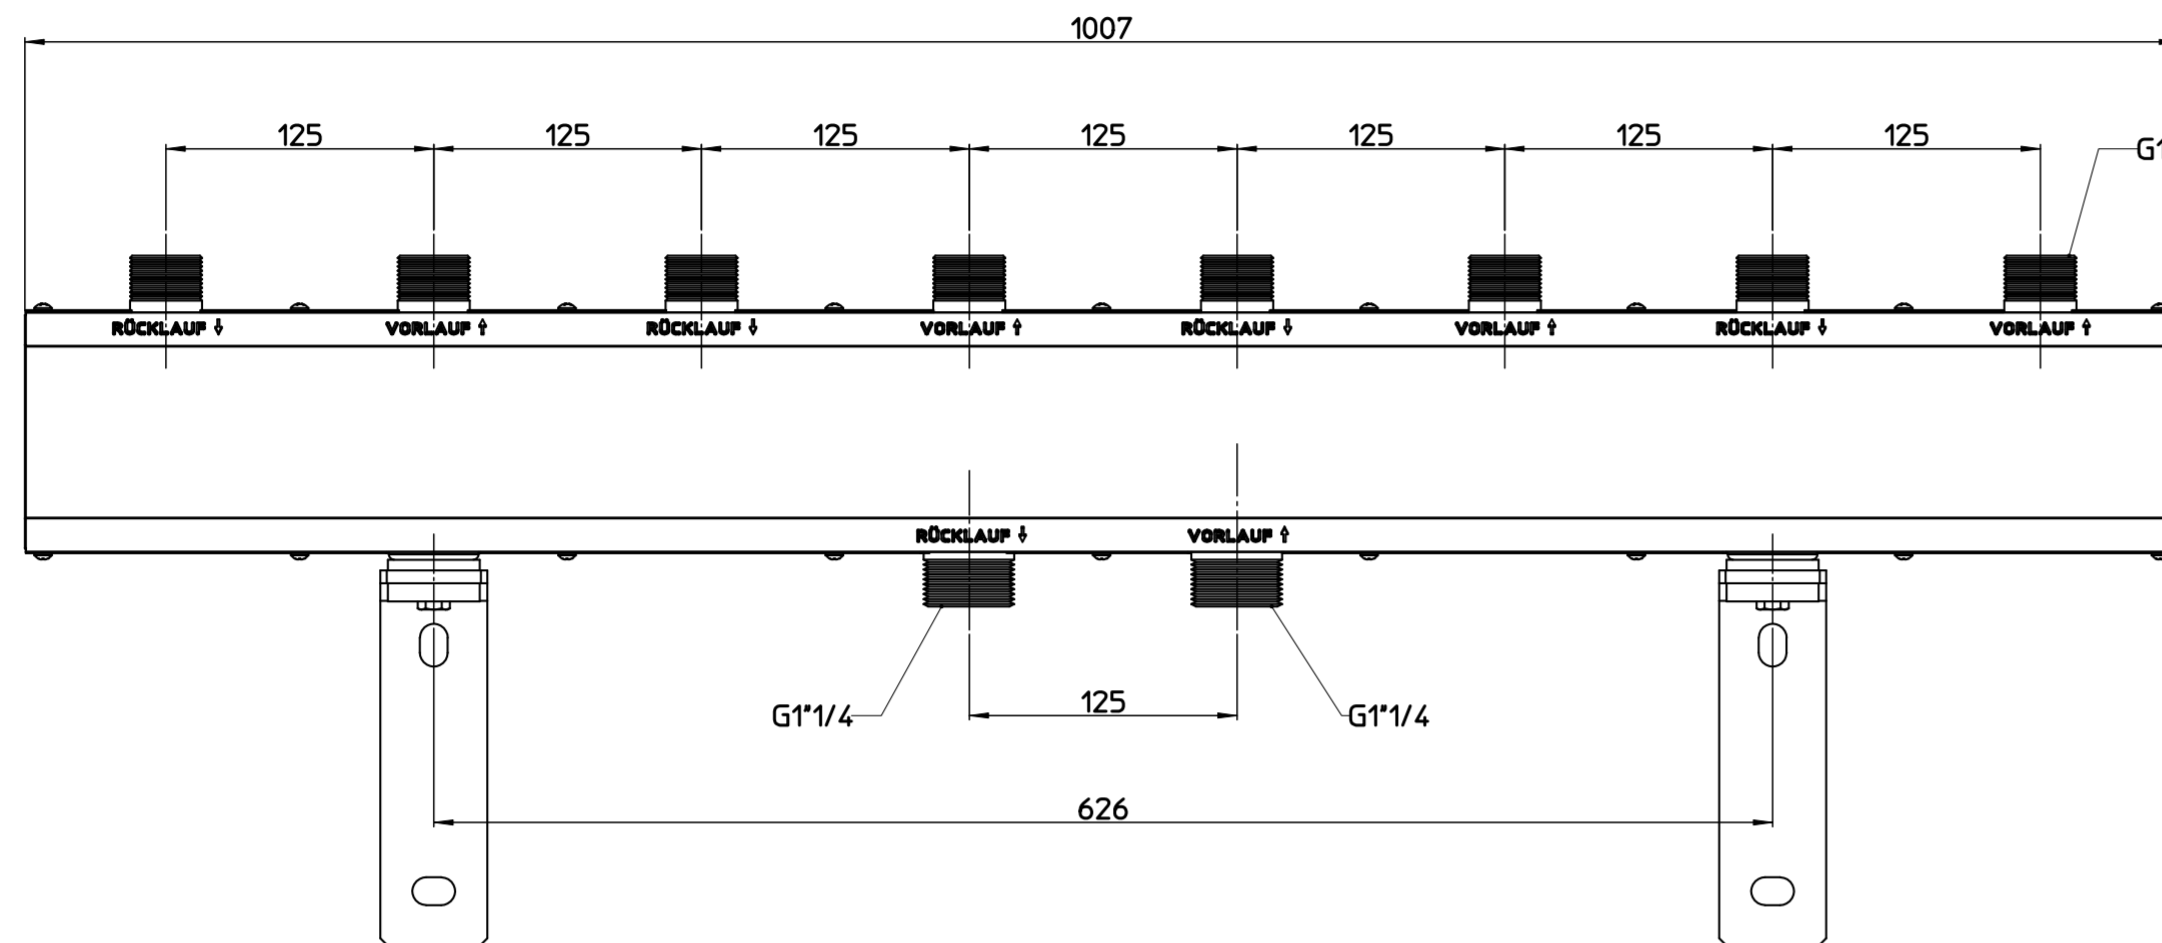 1007
125 125 125 125 125 125 125
G1
RÜCKLAUF ↓ VORLAUF ↑ RÜCKLAUF ↓ VORLAUF ↑ RÜCKLAUF ↓ VORLAUF ↑ RÜCKLAUF ↓ VORLAUF ↑
RÜCKLAUF ↓ VORLAUF ↑
G1"1/4 125 G1"1/4
626